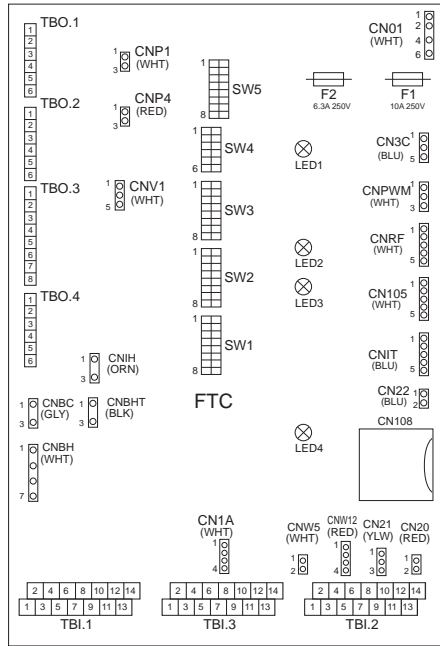 TBO.1
1
2
3
4
5
6
CNP1
(WHT)
1
3
CN01
(WHT)
1
2
4
6
TBO.2
1
2
3
4
5
6
CNP4
(RED)
1
3
SW5
1
8
F2
6.3A 250V
F1
10A 250V
SW4
1
6
LED1
CN3C
(BLU)
1
5
TBO.3
1
2
3
4
5
6
7
8
CNV1
(WHT)
1
5
SW3
1
8
CNPWM
(WHT)
1
3
CNRF
(WHT)
1
5
SW2
1
8
LED2
LED3
CN105
(WHT)
1
5
TBO.4
1
2
3
4
5
6
SW1
1
8
CNIT
(BLU)
1
5
CNIH
(ORN)
1
3
CNBC
(GLY)
1
3
CNBHT
(BLK)
1
3
FTC
CN22
(BLU)
1
2
CN108
CNBH
(WHT)
1
7
LED4
CN1A
(WHT)
1
4
CNW5
(WHT)
1
2
CNW12
(RED)
1
4
CN21
(YLW)
1
3
CN20
(RED)
1
2
2 4 6 8 10 12 14
1 3 5 7 9 11 13
TBI.1
2 4 6 8 10 12 14
1 3 5 7 9 11 13
TBI.3
2 4 6 8 10 12 14
1 3 5 7 9 11 13
TBI.2